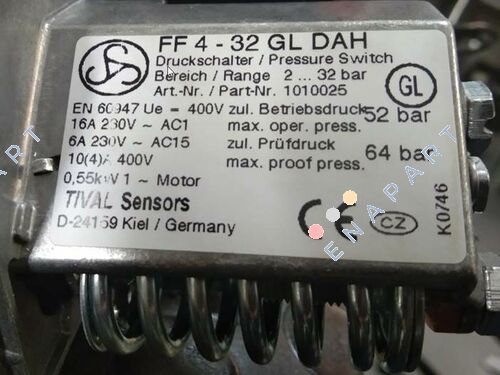 FF 4 - 32 GL DAH
Druckschalter / Pressure Switch
Bereich / Range 2 ... 32 bar
Art.-Nr. / Part-Nr. 1010025
GL
EN 60947 Ue = 400V zul. Betriebsdruck 52 bar
16A 230V ~ AC1 max. oper. press.
6A 230V ~ AC15 zul. Prüfdruck 64 bar
10(4)A 400V max. proof press.
0,55kW 1 ~ Motor
TIVAL Sensors
D-24159 Kiel / Germany
CE
CZ
K0746
ENAPART
ENAPART